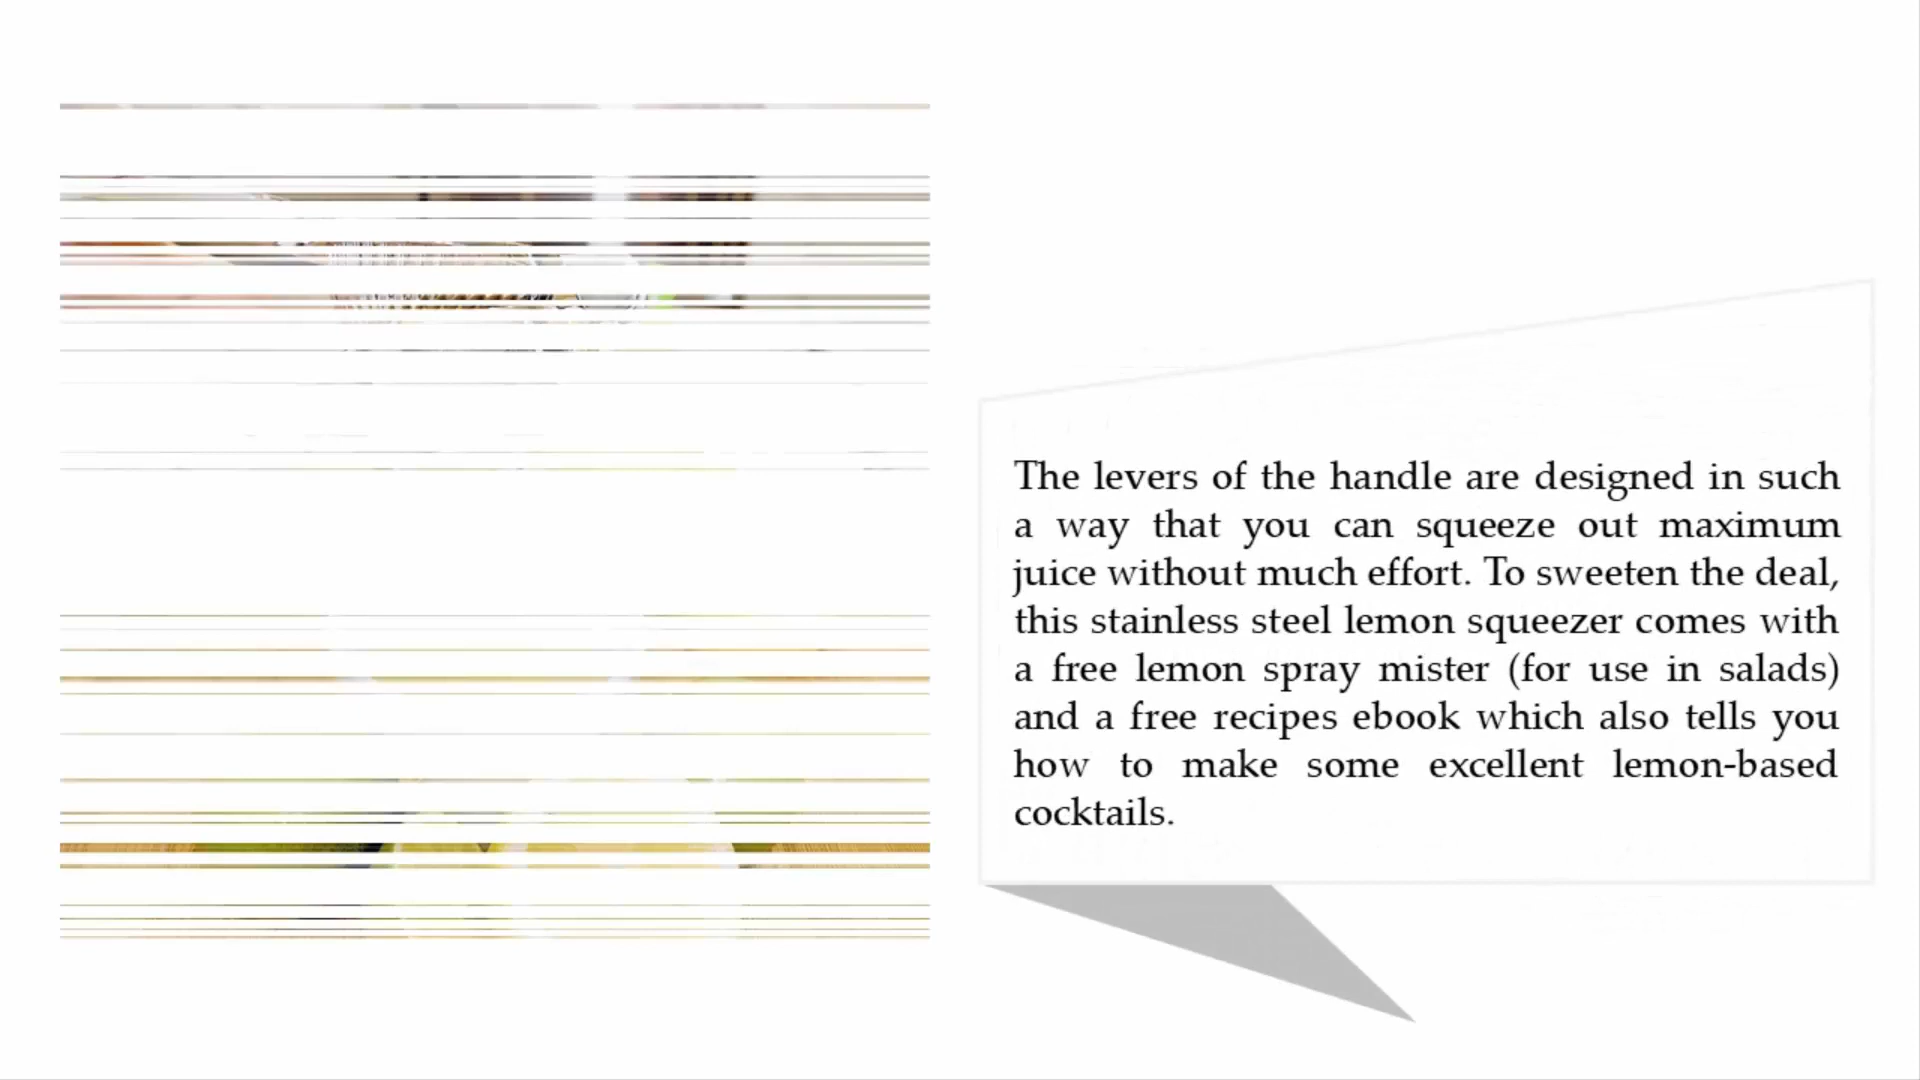 The levers of the handle are designed in such
a way that you can squeeze out maximum
juice without much effort. To sweeten the deal,
this stainless steel lemon squeezer comes with
a free lemon spray mister (for use in salads)
and a free recipes ebook which also tells you
how to make some excellent lemon-based
cocktails.